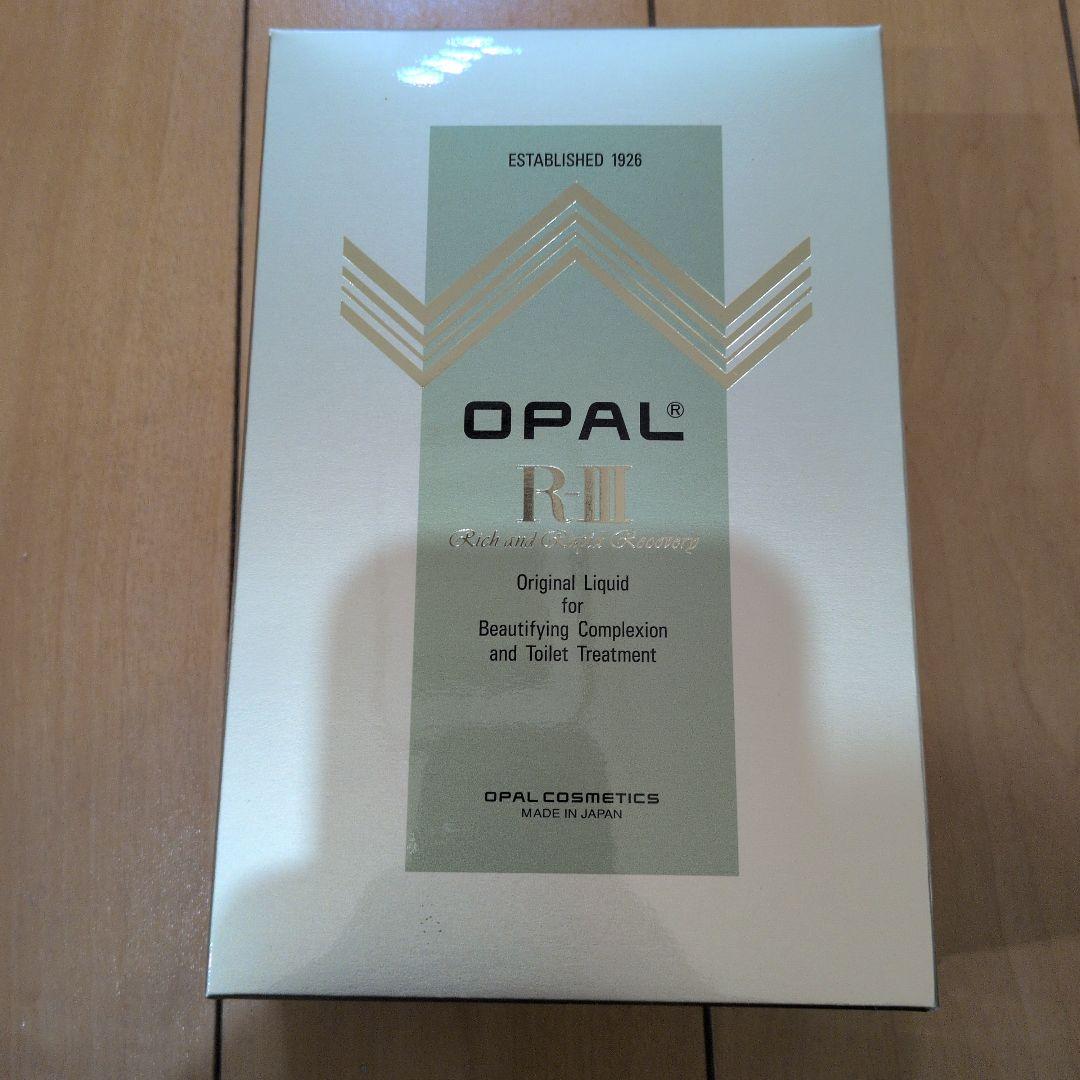 ESTABLISHED 1926
OPAL®
R-III
Rich and Rapid Recovery
Original Liquid
for
Beautifying Complexion
and Toilet Treatment
OPAL COSMETICS
MADE IN JAPAN